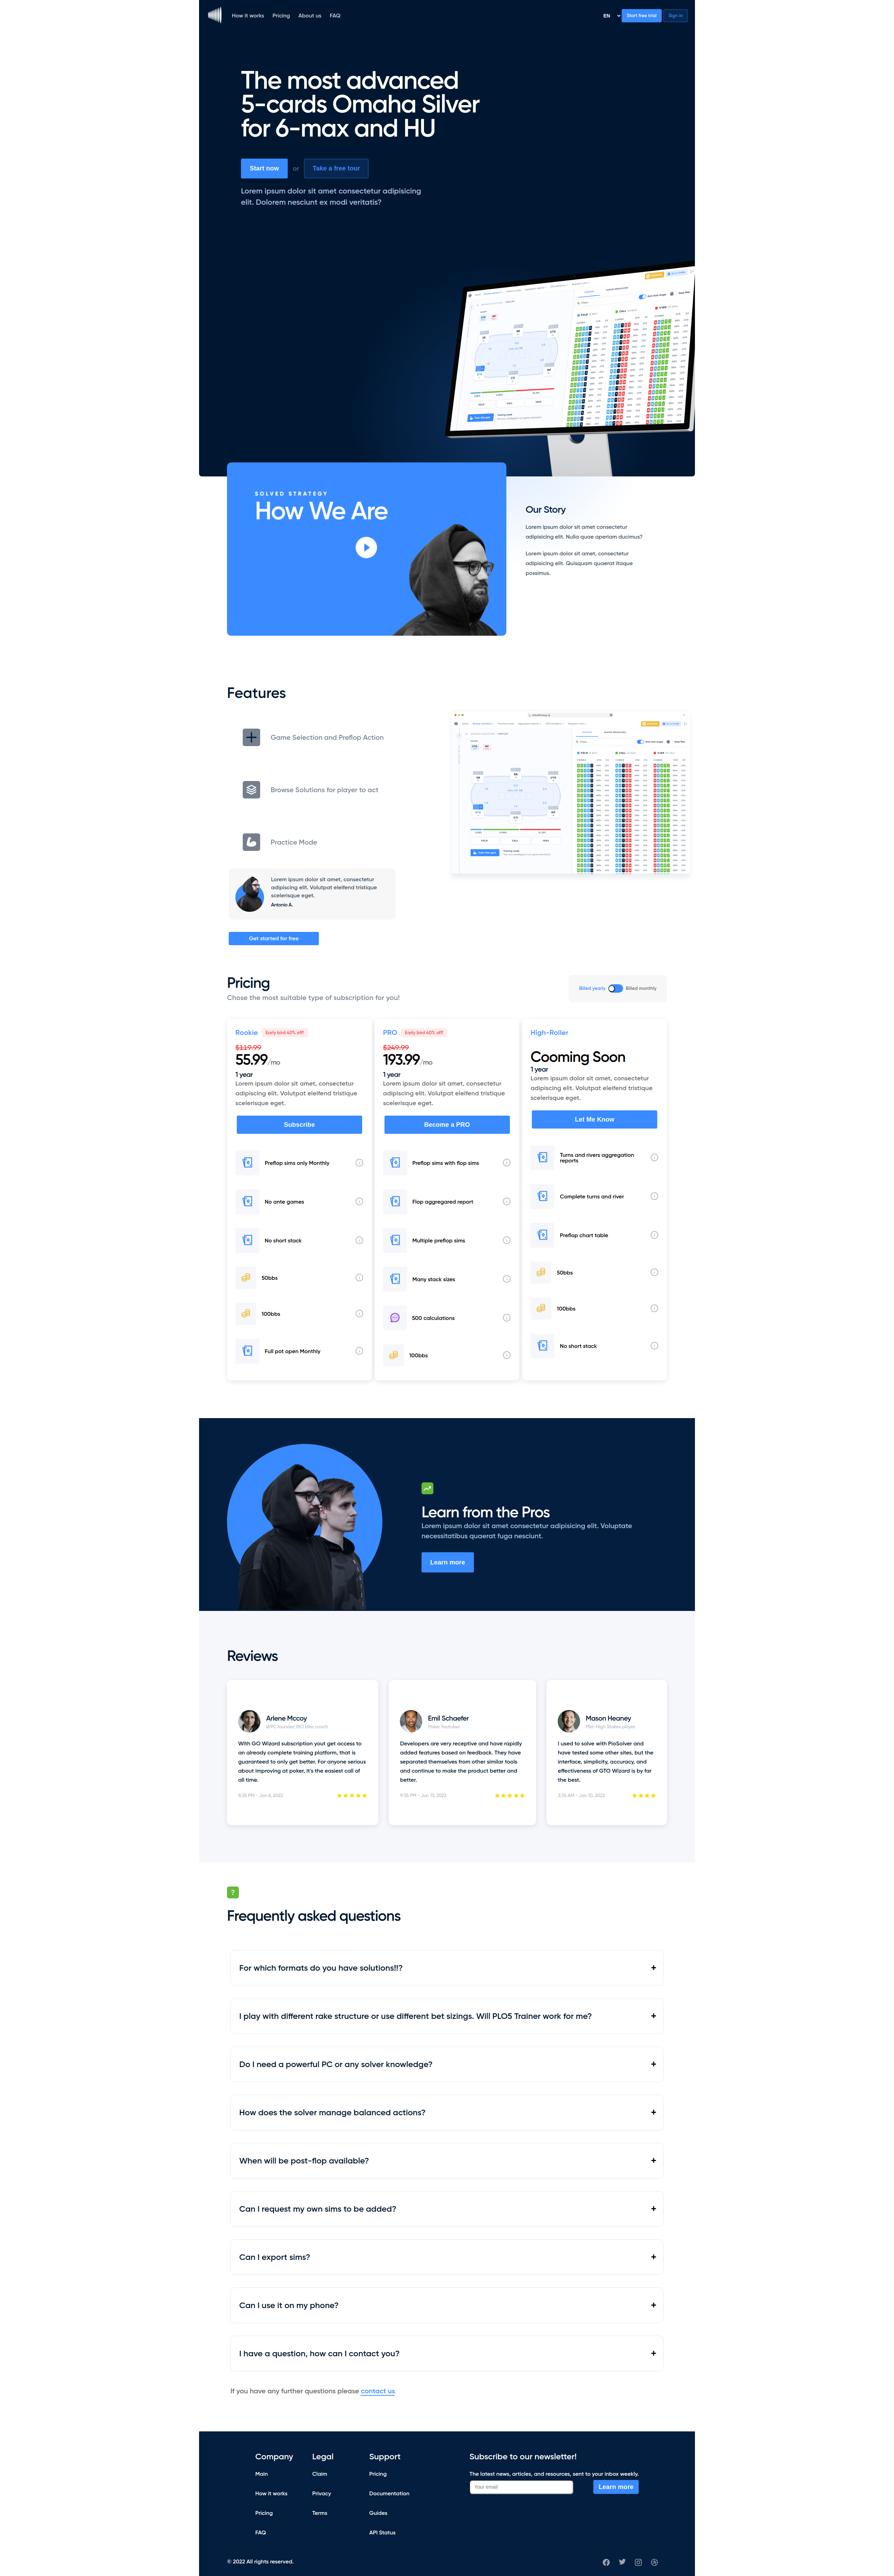 How it works Pricing About us FAQ EN Start free trial Sign in
The most advanced
5-cards Omaha Silver
for 6-max and HU
Start now or Take a free tour
Lorem ipsum dolor sit amet consectetur adipisicing
elit. Dolorem nesciunt ex modi veritatis?
SOLVED STRATEGY
How We Are
Our Story
Lorem ipsum dolor sit amet consectetur
adipisicing elit. Nulla quae aperiam ducimus?
Lorem ipsum dolor sit amet, consectetur
adipisicing elit. Quisquam quaerat itaque
possimus.
Features
Game Selection and Preflop Action
Browse Solutions for player to act
Practice Mode
Lorem ipsum dolor sit amet, consectetur
adipiscing elit. Volutpat eleifend tristique
scelerisque eget.
Antonio A.
Get started for free
Pricing
Chose the most suitable type of subscription for you!
Billed yearly Billed monthly
Rookie Early bird 40% off!
$119.99
55.99/mo
1 year
Lorem ipsum dolor sit amet, consectetur
adipiscing elit. Volutpat eleifend tristique
scelerisque eget.
Subscribe
Preflop sims only Monthly
No ante games
No short stack
50bbs
100bbs
Full pot open Monthly
PRO Early bird 40% off!
$249.99
193.99/mo
1 year
Lorem ipsum dolor sit amet, consectetur
adipiscing elit. Volutpat eleifend tristique
scelerisque eget.
Become a PRO
Preflop sims with flop sims
Flop aggregared report
Multiple preflop sims
Many stack sizes
500 calculations
100bbs
High-Roller
Cooming Soon
1 year
Lorem ipsum dolor sit amet, consectetur
adipiscing elit. Volutpat eleifend tristique
scelerisque eget.
Let Me Know
Turns and rivers aggregation
reports
Complete turns and river
Preflop chart table
50bbs
100bbs
No short stack
Learn from the Pros
Lorem ipsum dolor sit amet consectetur adipisicing elit. Voluptate
necessitatibus quaerat fuga nesciunt.
Learn more
Reviews
Arlene Mccoy
With GO Wizard subscription yout get access to
an already complete training platform, that is
guaranteed to only get better. For anyone serious
about improving at poker, it's the easiest call of
all time.
8:35 PM - Jan 6, 2022
Emil Schaefer
Poker Youtuber
Developers are very receptive and have rapidly
added features based on feedback. They have
separated themselves from other similar tools
and continue to make the product better and
better.
9:55 PM - Jun 13, 2022
Mason Heaney
Plo+ High Stakes player
I used to solve with PioSolver and
have tested some other sites, but the
interface, simplicity, accuracy, and
effectiveness of GTO Wizard is by far
the best.
3:35 AM - Jan 10, 2022
?
Frequently asked questions
For which formats do you have solutions!!? +
I play with different rake structure or use different bet sizings. Will PLO5 Trainer work for me? +
Do I need a powerful PC or any solver knowledge? +
How does the solver manage balanced actions? +
When will be post-flop available? +
Can I request my own sims to be added? +
Can I export sims? +
Can I use it on my phone? +
I have a question, how can I contact you? +
If you have any further questions please contact us
Company
Main
How it works
Pricing
FAQ
Legal
Claim
Privacy
Terms
Support
Pricing
Documentation
Guides
API Status
Subscribe to our newsletter!
The latest news, articles, and resources, sent to your inbox weekly.
Your email Learn more
© 2022 All rights reserved.